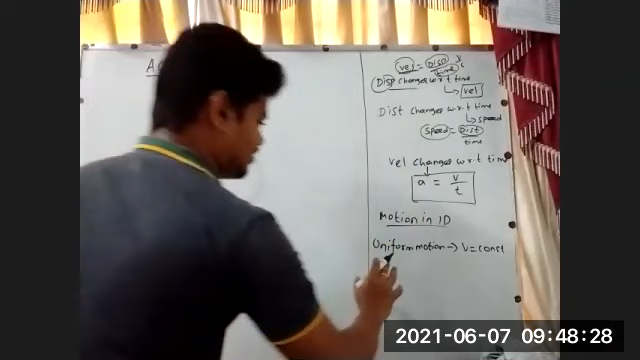 A
vel = Disp / time
Disp changes w.r.t time
→ vel
Dist changes w.r.t time
→ speed
speed = Dist / time
vel changes w.r.t tim
a = v / t
Motion in 1D
Uniform motion → V = const
2021-06-07 09:48:28